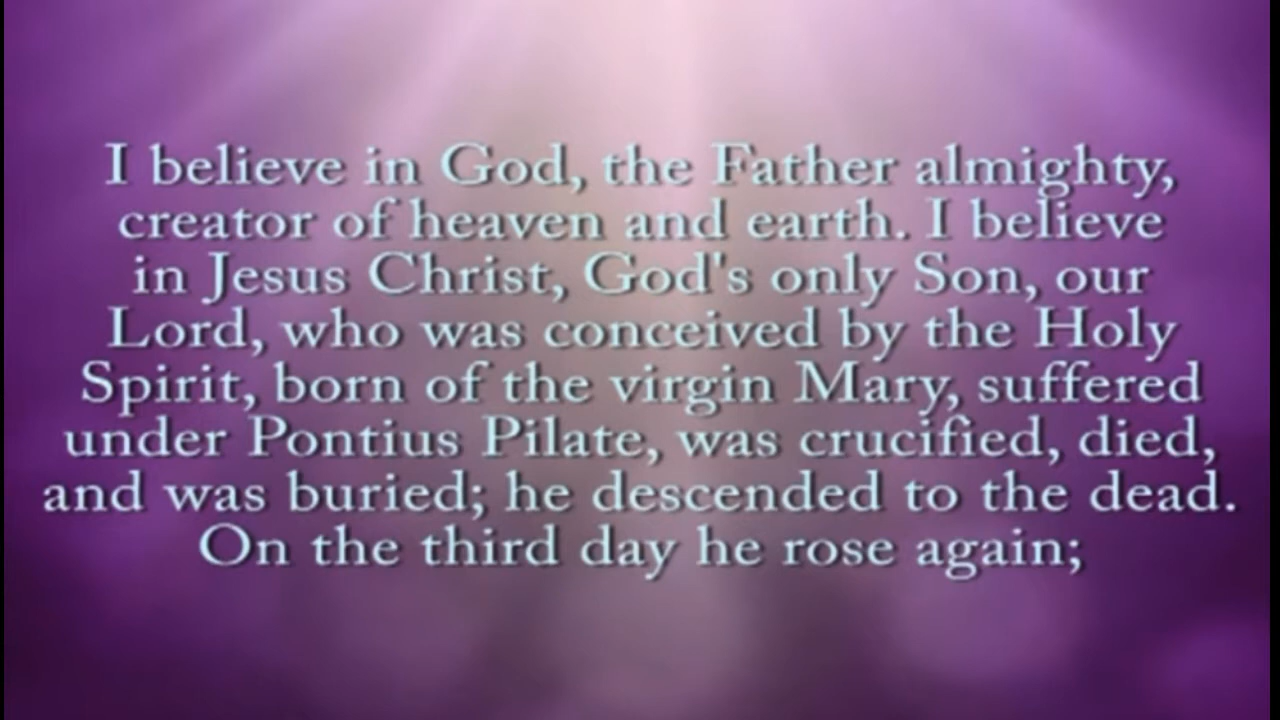 I believe in God, the Father almighty,
creator of heaven and earth. I believe
in Jesus Christ, God's only Son, our
Lord, who was conceived by the Holy
Spirit, born of the virgin Mary, suffered
under Pontius Pilate, was crucified, died,
and was buried; he descended to the dead.
On the third day he rose again;